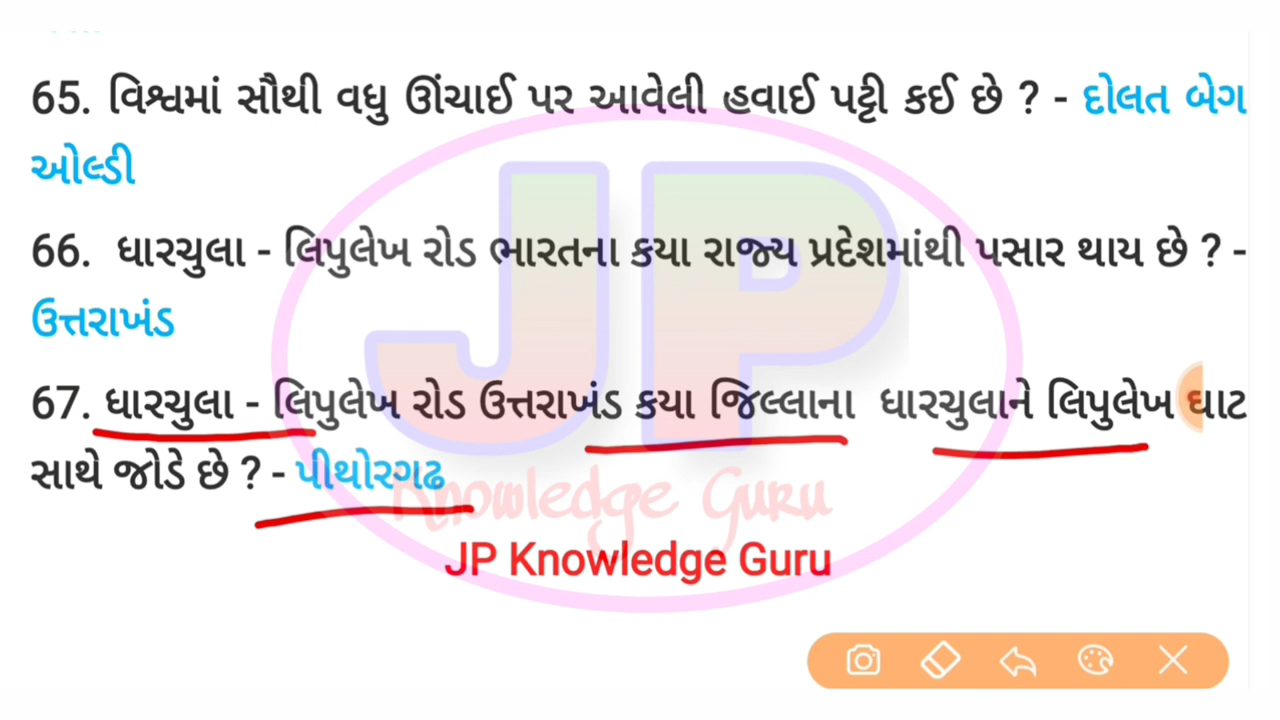 65. વિશ્વમાં સૌથી વધુ ઊંચાઈ પર આવેલી હવાઈ પટ્ટી કઈ છે ? - દોલત બેગ
ઓલ્ડી
66. ધારચુલા - લિપુલેખ રોડ ભારતના કયા રાજ્ય પ્રદેશમાંથી પસાર થાય છે ? -
ઉત્તરાખંડ
67. ધારચુલા - લિપુલેખ રોડ ઉત્તરાખંડ કયા જિલ્લાના ધારચુલાને લિપુલેખ ઘાટ
સાથે જોડે છે ? - પીથોરગઢ
JP
Knowledge Guru
JP Knowledge Guru